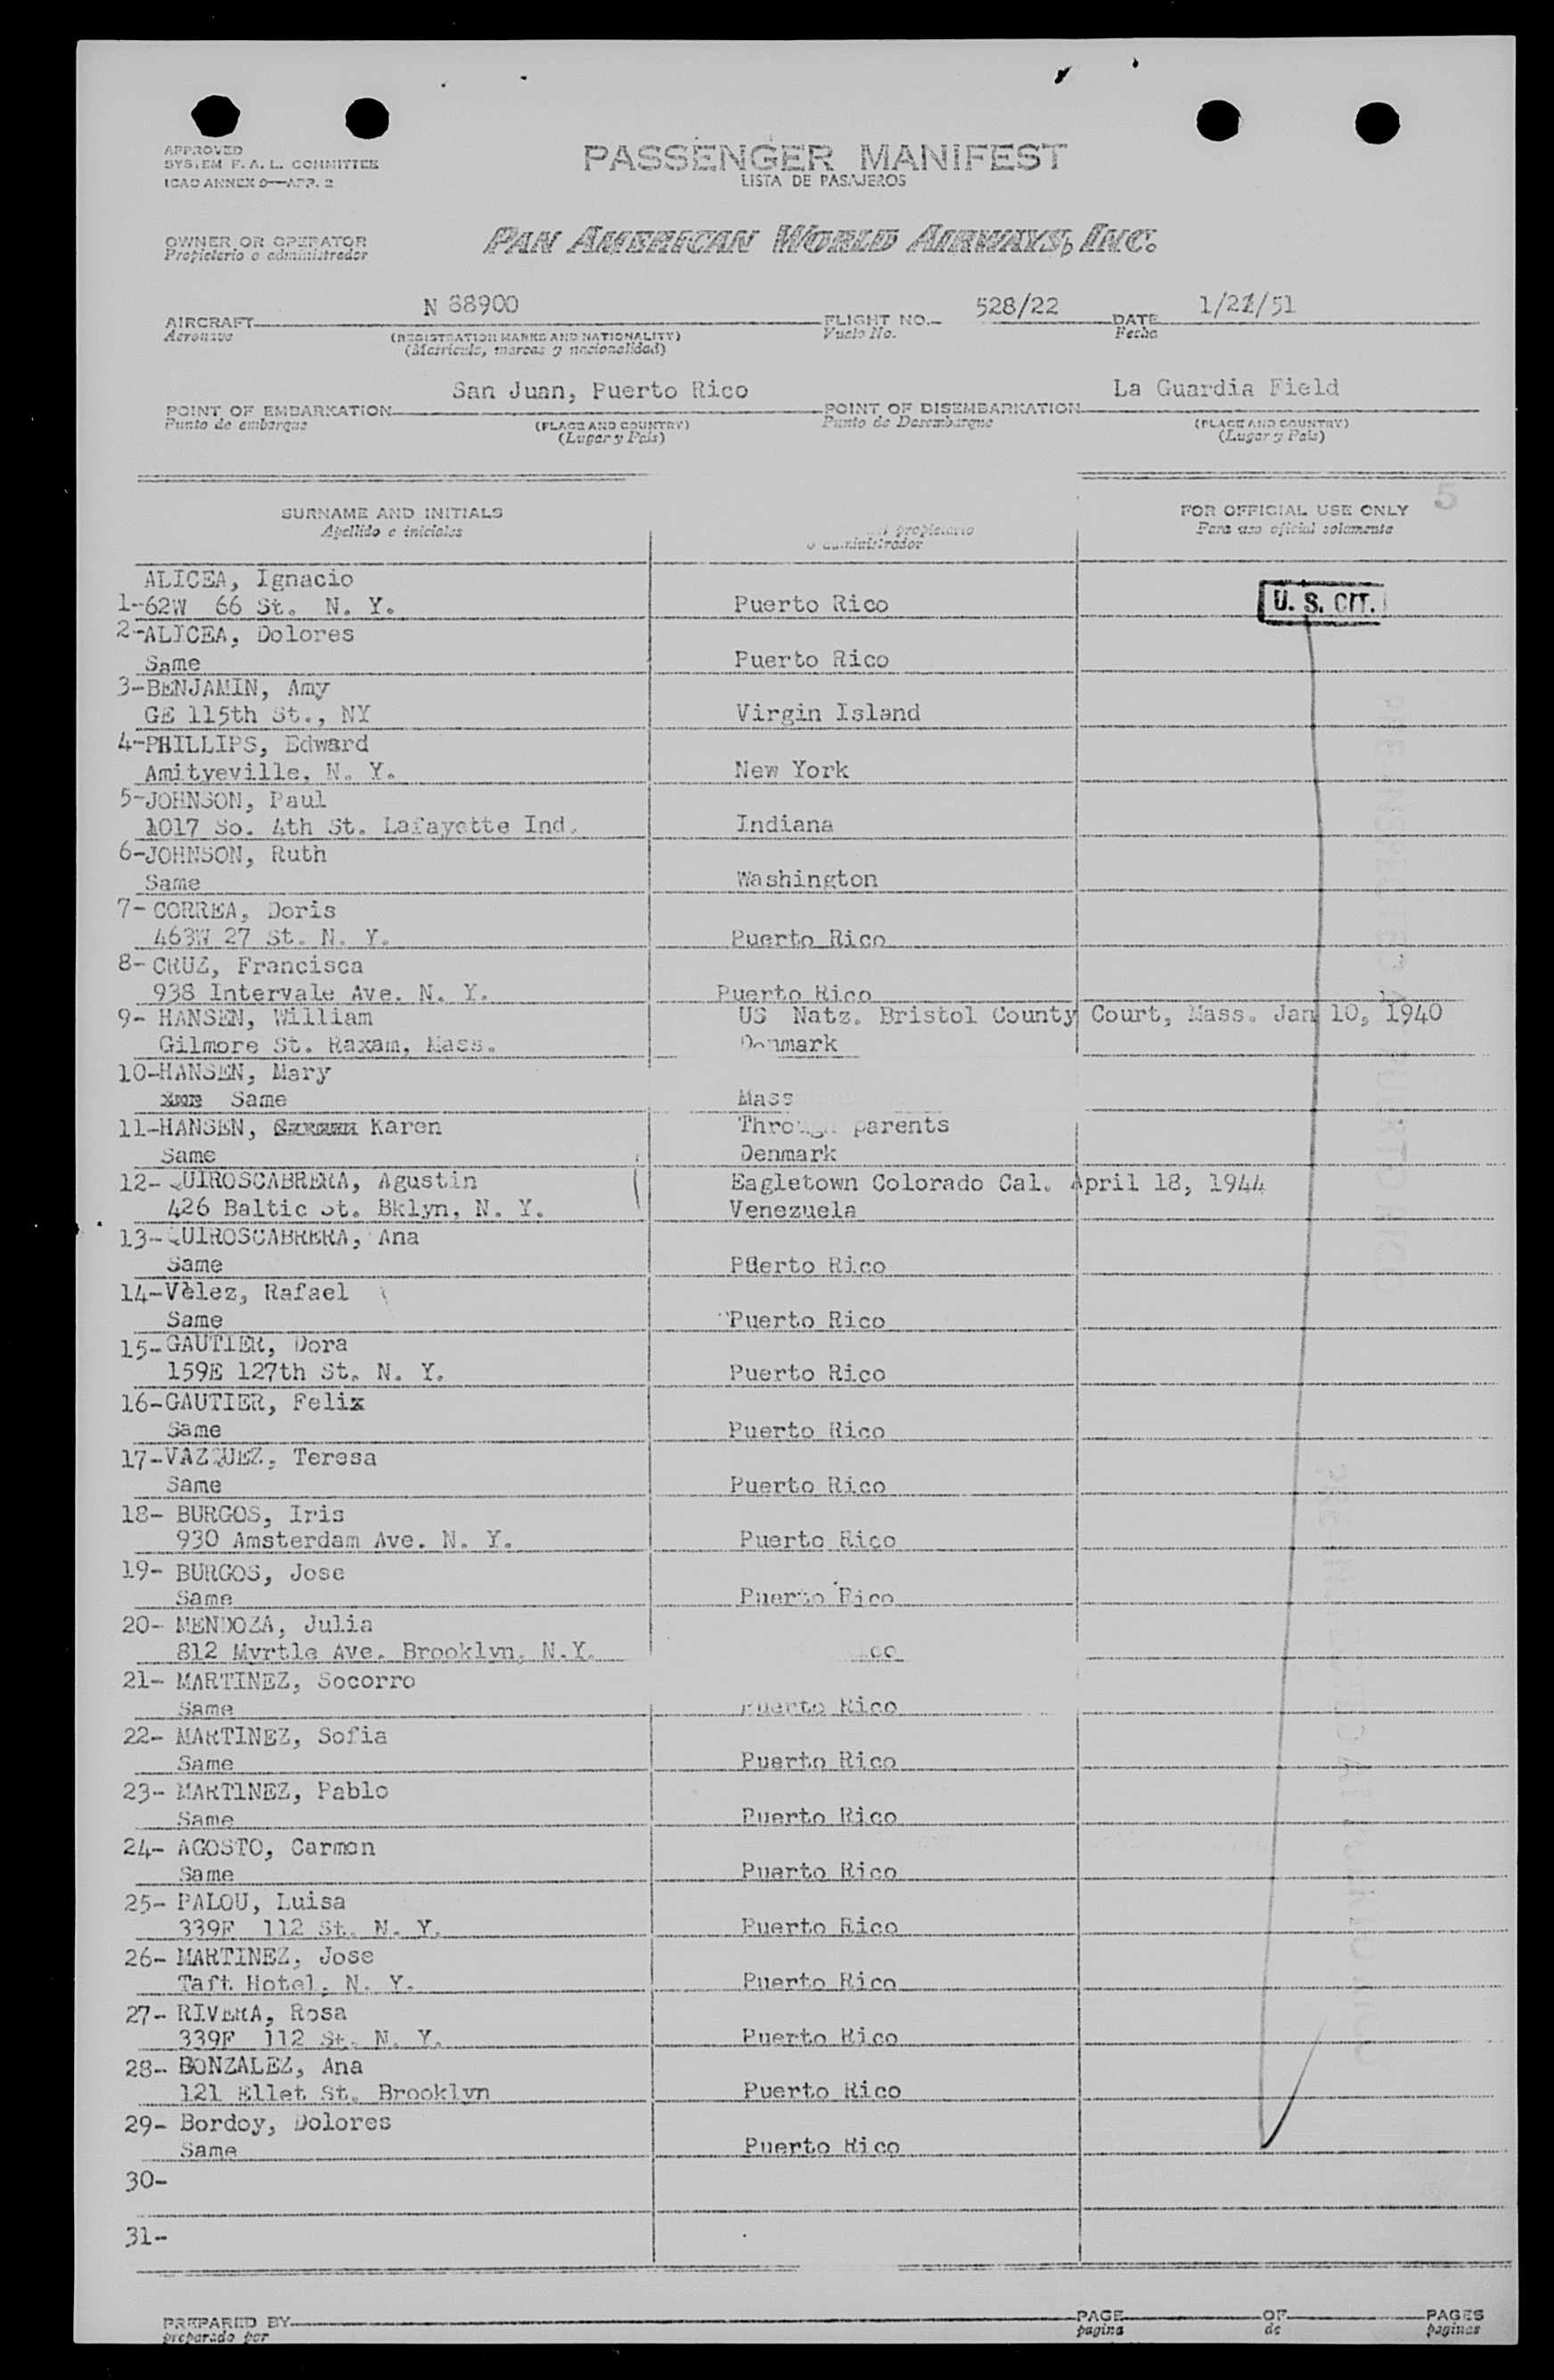 APPROVED
SYSTEM F. A. L. COMMITTEE
ICAO ANNEX 9—APP. 2
PASSENGER MANIFEST
LISTA DE PASAJEROS
OWNER OR OPERATOR
Propietario o administrador
PAN AMERICAN WORLD AIRWAYS, INC.
AIRCRAFT N 88900 FLIGHT NO. 528/22 DATE 1/22/51
Aeronave (REGISTRATION MARKS AND NATIONALITY) Vuelo No. Fecha
(Matricula, marcas y nacionalidad)
POINT OF EMBARKATION San Juan, Puerto Rico POINT OF DISEMBARKATION La Guardia Field
Punto de embarque (PLACE AND COUNTRY) Punto de Desembarque (PLACE AND COUNTRY)
(Lugar y Pais) (Lugar y Pais)
5
SURNAME AND INITIALS FOR OFFICIAL USE ONLY
Apellido e iniciales propietario Para uso oficial solamente
o administrador
ALICEA, Ignacio
1-62W 66 St. N. Y. Puerto Rico U. S. CIT.
2-ALICEA, Dolores
Same Puerto Rico
3-BENJAMIN, Amy
GE 115th St., NY Virgin Island
4-PHILLIPS, Edward
Amityeville, N. Y. New York
5-JOHNSON, Paul
1017 So. 4th St. Lafayette Ind. Indiana
6-JOHNSON, Ruth
Same Washington
7- CORREA, Doris
463W 27 St. N. Y. Puerto Rico
8- CRUZ, Francisca
938 Intervale Ave. N. Y. Puerto Rico
9- HANSEN, William US Natz. Bristol County Court, Mass. Jan 10, 1940
Gilmore St. Raxam, Mass. Denmark
10-HANSEN, Mary
Same Mass
11-HANSEN, Karen Through parents
Same Denmark
12- QUIROSCABRERA, Agustin Eagletown Colorado Cal. April 18, 1944
426 Baltic St. Bklyn, N. Y. Venezuela
13-QUIROSCABRERA, Ana
Same Puerto Rico
14-Velez, Rafael
Same Puerto Rico
15-GAUTIER, Dora
159E 127th St. N. Y. Puerto Rico
16-GAUTIER, Felix
Same Puerto Rico
17-VAZQUEZ, Teresa
Same Puerto Rico
18- BURGOS, Iris
930 Amsterdam Ave. N. Y. Puerto Rico
19- BURGOS, Jose
Same Puerto Rico
20- MENDOZA, Julia
812 Myrtle Ave. Brooklyn, N.Y. co
21- MARTINEZ, Socorro
Same Puerto Rico
22- MARTINEZ, Sofia
Same Puerto Rico
23- MARTINEZ, Pablo
Same Puerto Rico
24- AGOSTO, Carmen
Same Puerto Rico
25- PALOU, Luisa
339E 112 St. N. Y. Puerto Rico
26- MARTINEZ, Jose
Taft Hotel, N. Y. Puerto Rico
27- RIVERA, Rosa
339E 112 St. N. Y. Puerto Rico
28- BONZALEZ, Ana
121 Ellet St. Brooklyn Puerto Rico
29- Bordoy, Dolores
Same Puerto Rico
30-
31-
PREPARED BY PAGE OF PAGES
preparado por pagina de paginas